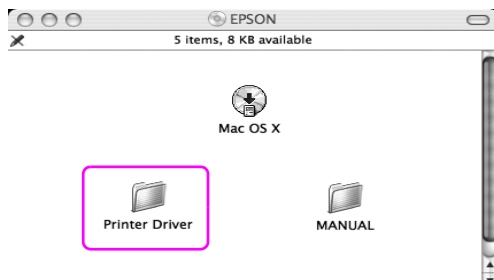 EPSON
5 items, 8 KB available
Mac OS X
Printer Driver
MANUAL